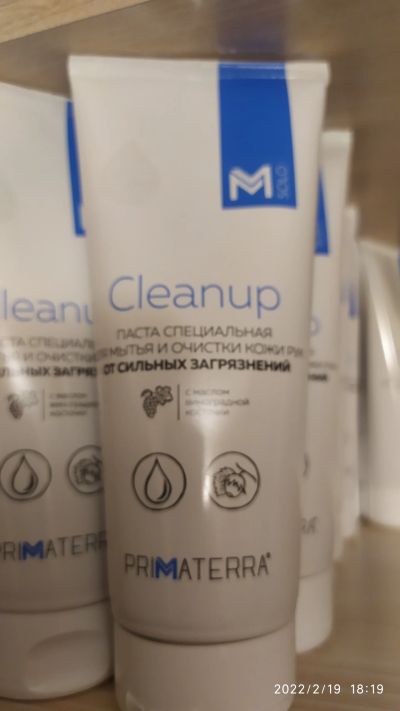 M SOLO
Cleanup
ПАСТА СПЕЦИАЛЬНАЯ
ДЛЯ МЫТЬЯ И ОЧИСТКИ КОЖИ РУК
ОТ СИЛЬНЫХ ЗАГРЯЗНЕНИЙ
с маслом
виноградной
косточки
PRIMATERRA®
2022/2/19 18:19